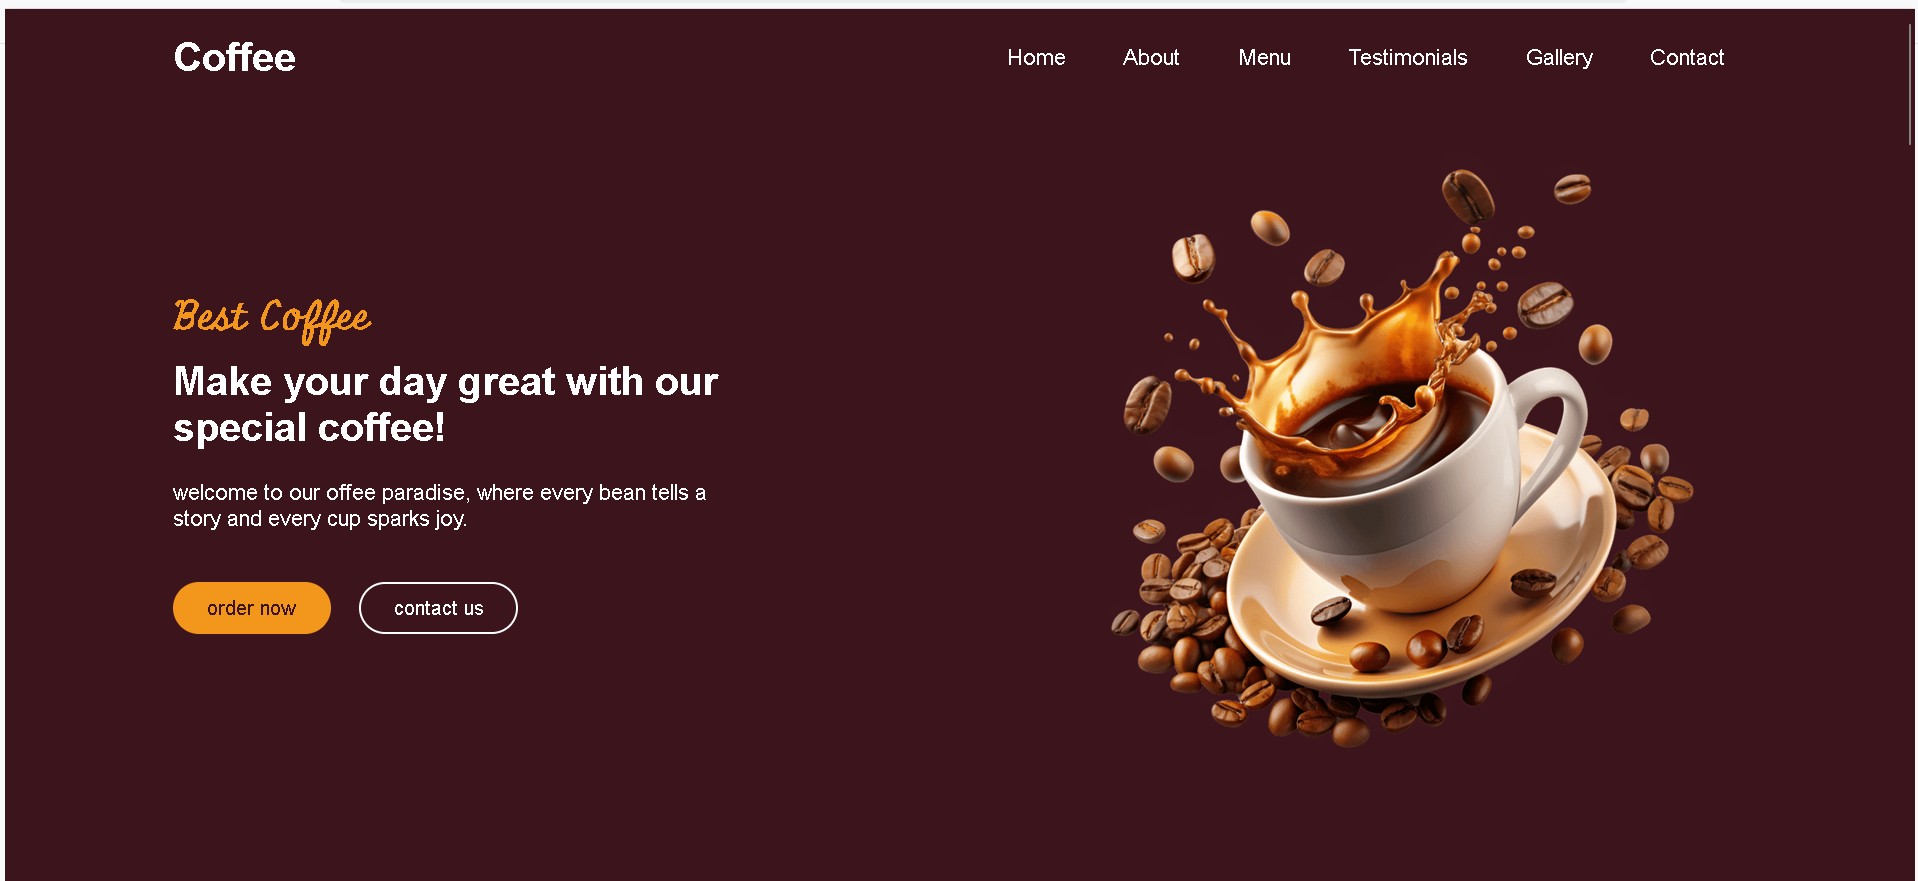 Coffee
Home About Menu Testimonials Gallery Contact
Best Coffee
Make your day great with our
special coffee!
welcome to our offee paradise, where every bean tells a
story and every cup sparks joy.
order now contact us